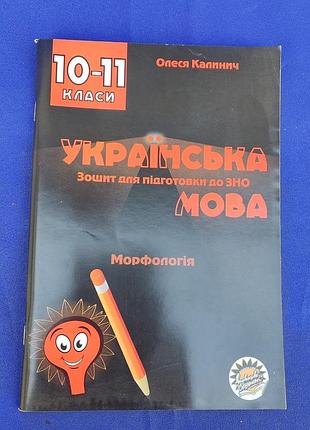 10-11
КЛАСИ
Олеся Калинич
УКРАЇНСЬКА
Зошит для підготовки до ЗНО
МОВА
Морфологія